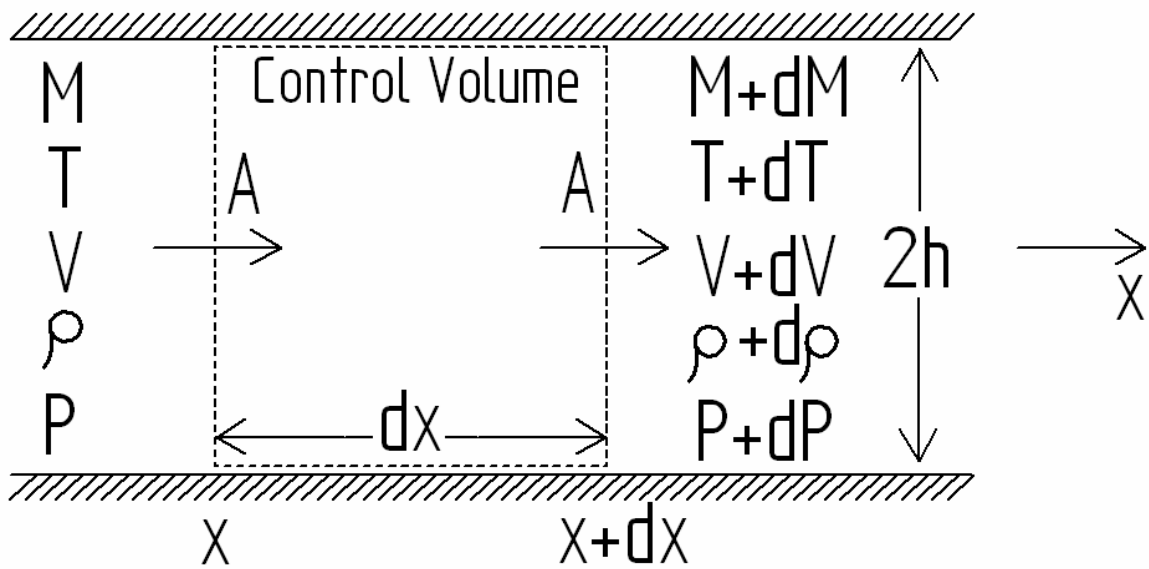 Control Volume
M
T
V
ρ
P
A
A
M+dM
T+dT
V+dV
ρ+dρ
P+dP
2h
x
dx
x
x+dx